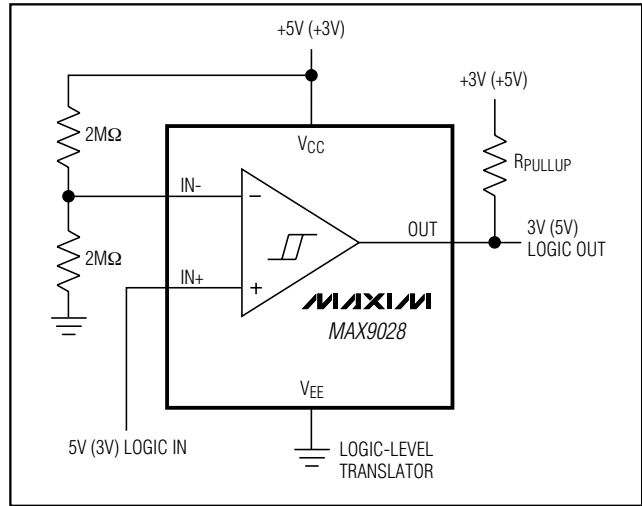 +5V (+3V)
+3V (+5V)
2MΩ
VCC
RPULLUP
IN-
−
OUT
3V (5V)
LOGIC OUT
2MΩ
IN+
+
MAXIM
MAX9028
VEE
5V (3V) LOGIC IN
LOGIC-LEVEL
TRANSLATOR